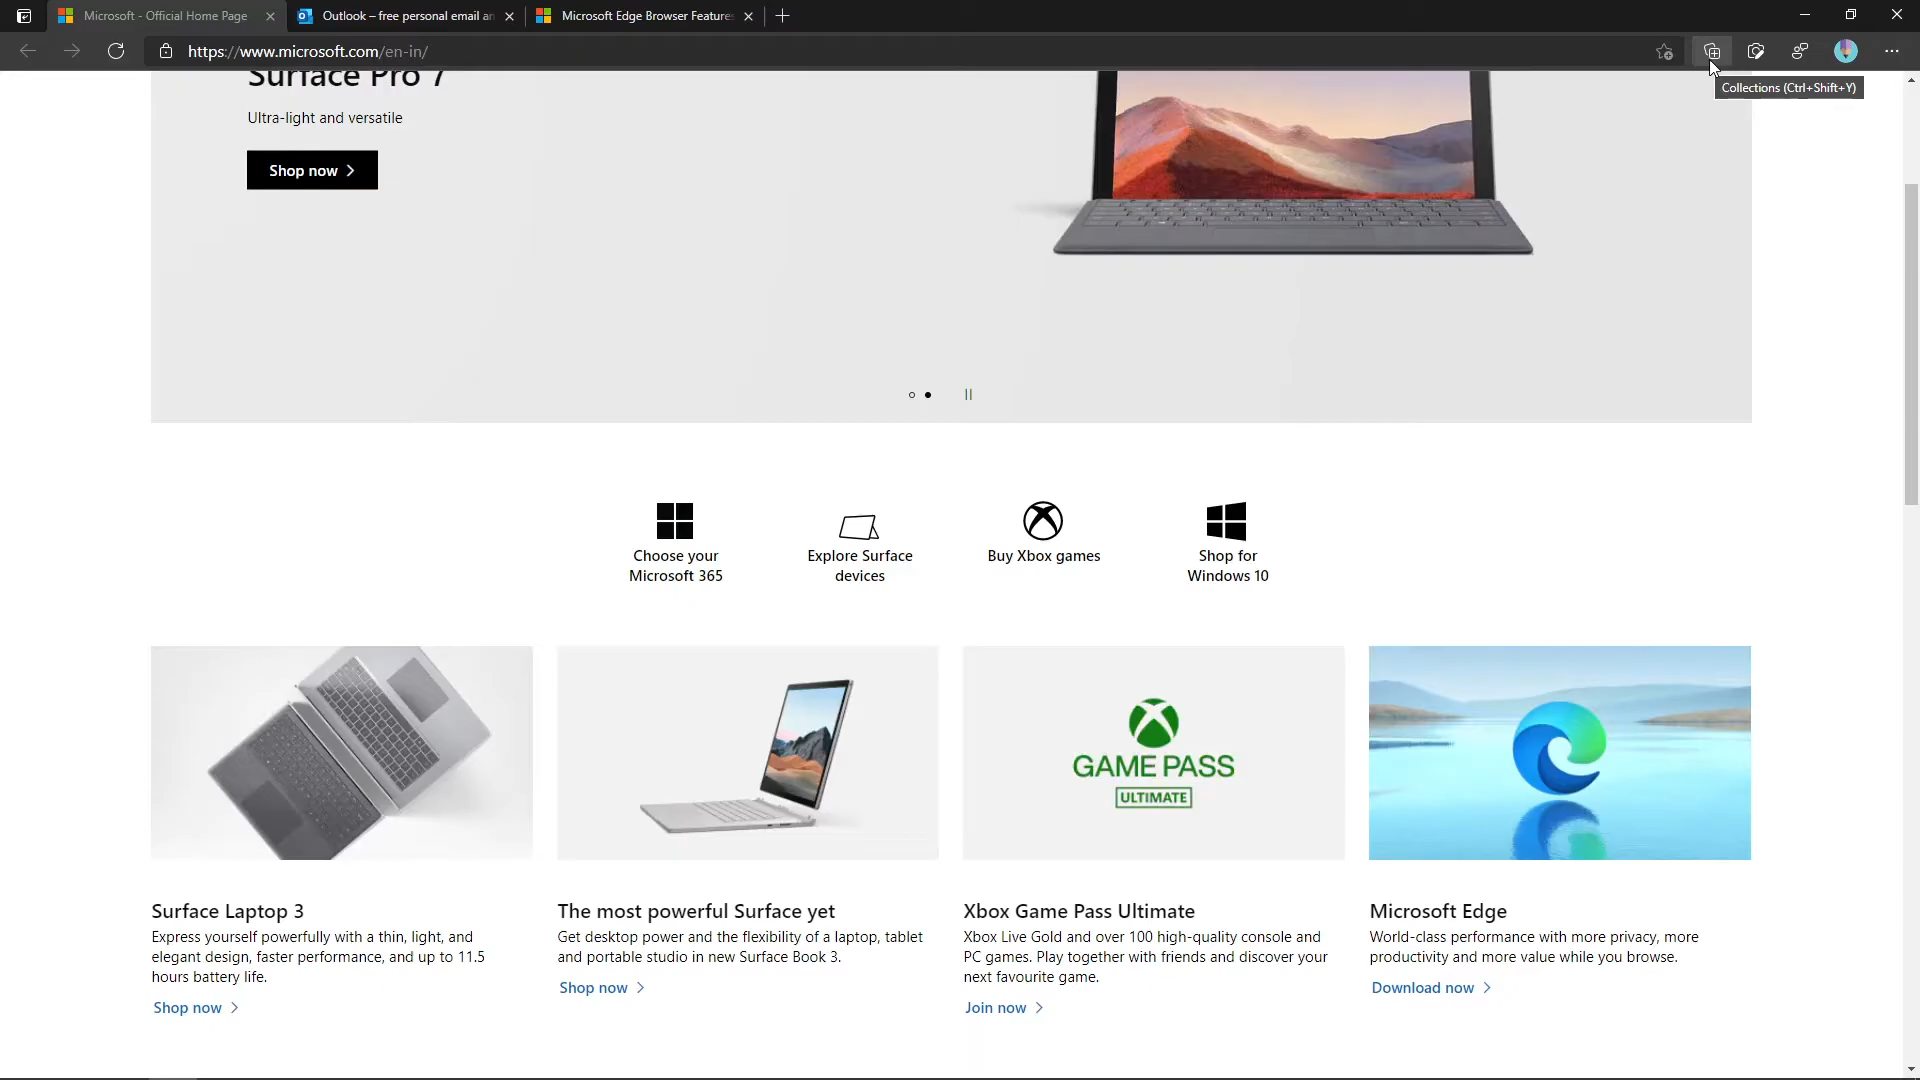 Microsoft - Official Home Page
Outlook – free personal email an
Microsoft Edge Browser Features
https://www.microsoft.com/en-in/
Collections (Ctrl+Shift+Y)
Surface Pro 7
Ultra-light and versatile
Shop now
Choose your
Microsoft 365
Explore Surface
devices
Buy Xbox games
Shop for
Windows 10
GAME PASS
ULTIMATE
Surface Laptop 3
Express yourself powerfully with a thin, light, and
elegant design, faster performance, and up to 11.5
hours battery life.
Shop now
The most powerful Surface yet
Get desktop power and the flexibility of a laptop, tablet
and portable studio in new Surface Book 3.
Shop now
Xbox Game Pass Ultimate
Xbox Live Gold and over 100 high-quality console and
PC games. Play together with friends and discover your
next favourite game.
Join now
Microsoft Edge
World-class performance with more privacy, more
productivity and more value while you browse.
Download now